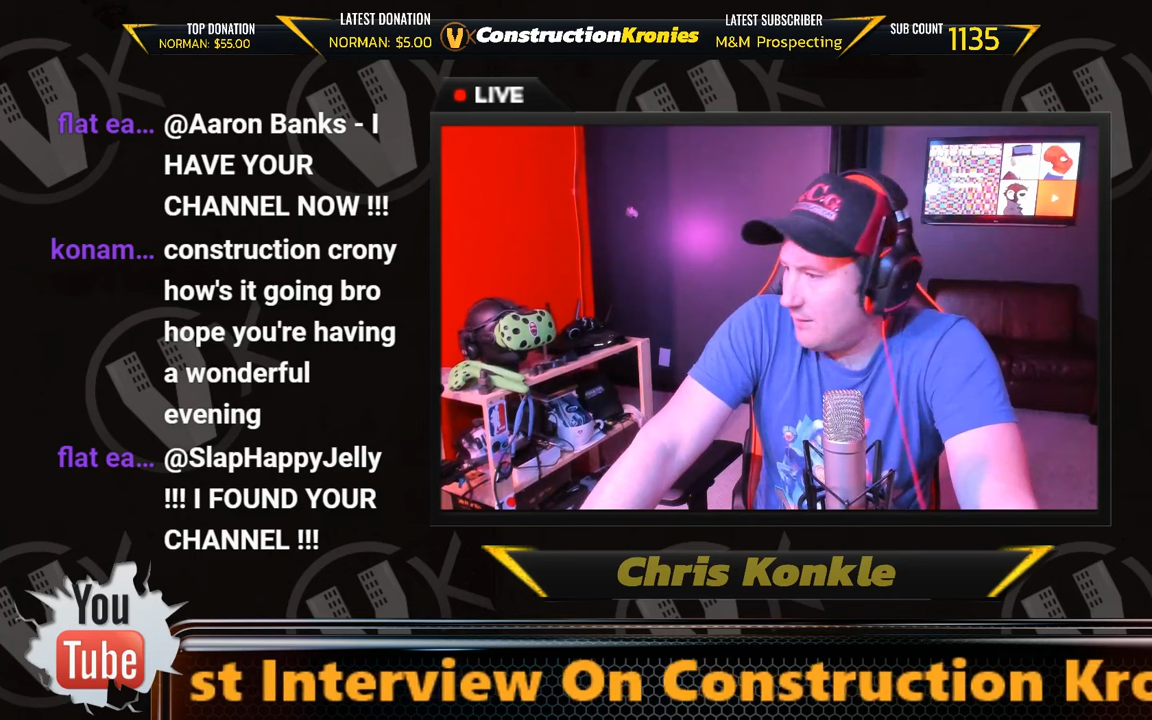 TOP DONATION
NORMAN: $55.00
LATEST DONATION
NORMAN: $5.00
ConstructionKronies
LATEST SUBSCRIBER
M&M Prospecting
SUB COUNT
1135
LIVE
flat ea... @Aaron Banks - I
HAVE YOUR
CHANNEL NOW !!!
konam... construction crony
how's it going bro
hope you're having
a wonderful
evening
flat ea... @SlapHappyJelly
!!! I FOUND YOUR
CHANNEL !!!
Chris Konkle
You
Tube
st Interview On Construction Kro